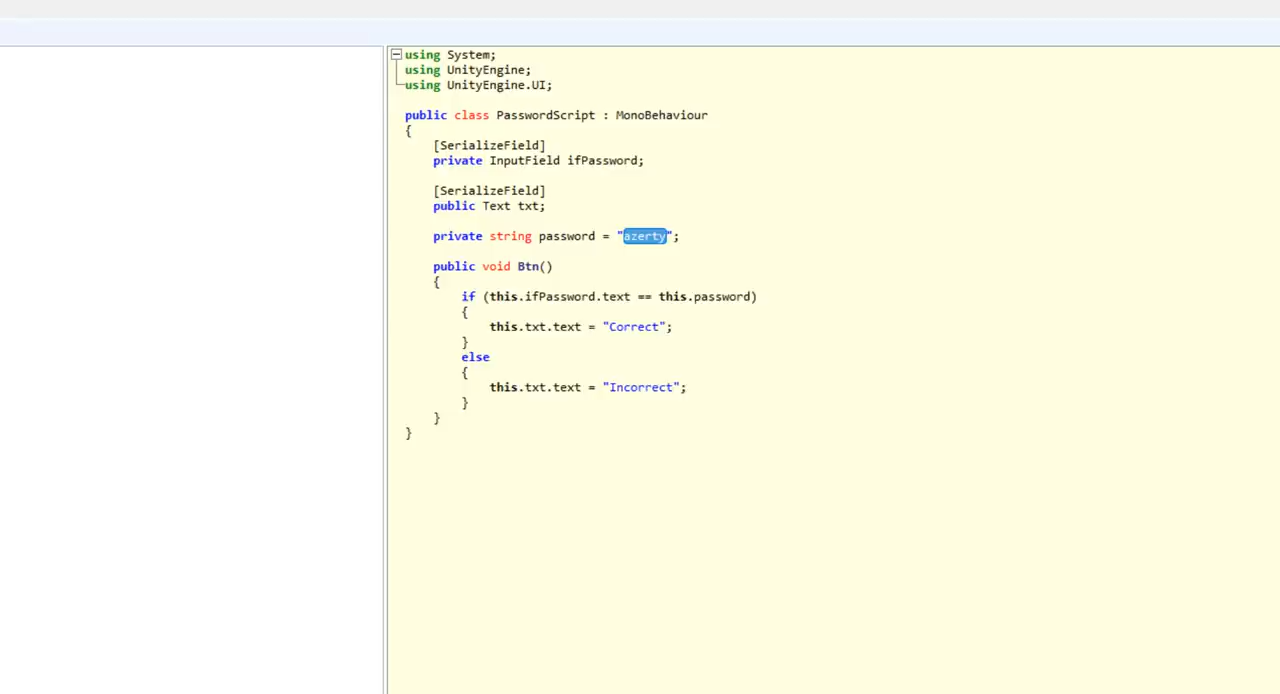 using System;
using UnityEngine;
using UnityEngine.UI;
public class PasswordScript : MonoBehaviour
{
[SerializeField]
private InputField ifPassword;
[SerializeField]
public Text txt;
private string password = "azerty";
public void Btn()
{
if (this.ifPassword.text == this.password)
{
this.txt.text = "Correct";
}
else
{
this.txt.text = "Incorrect";
}
}
}